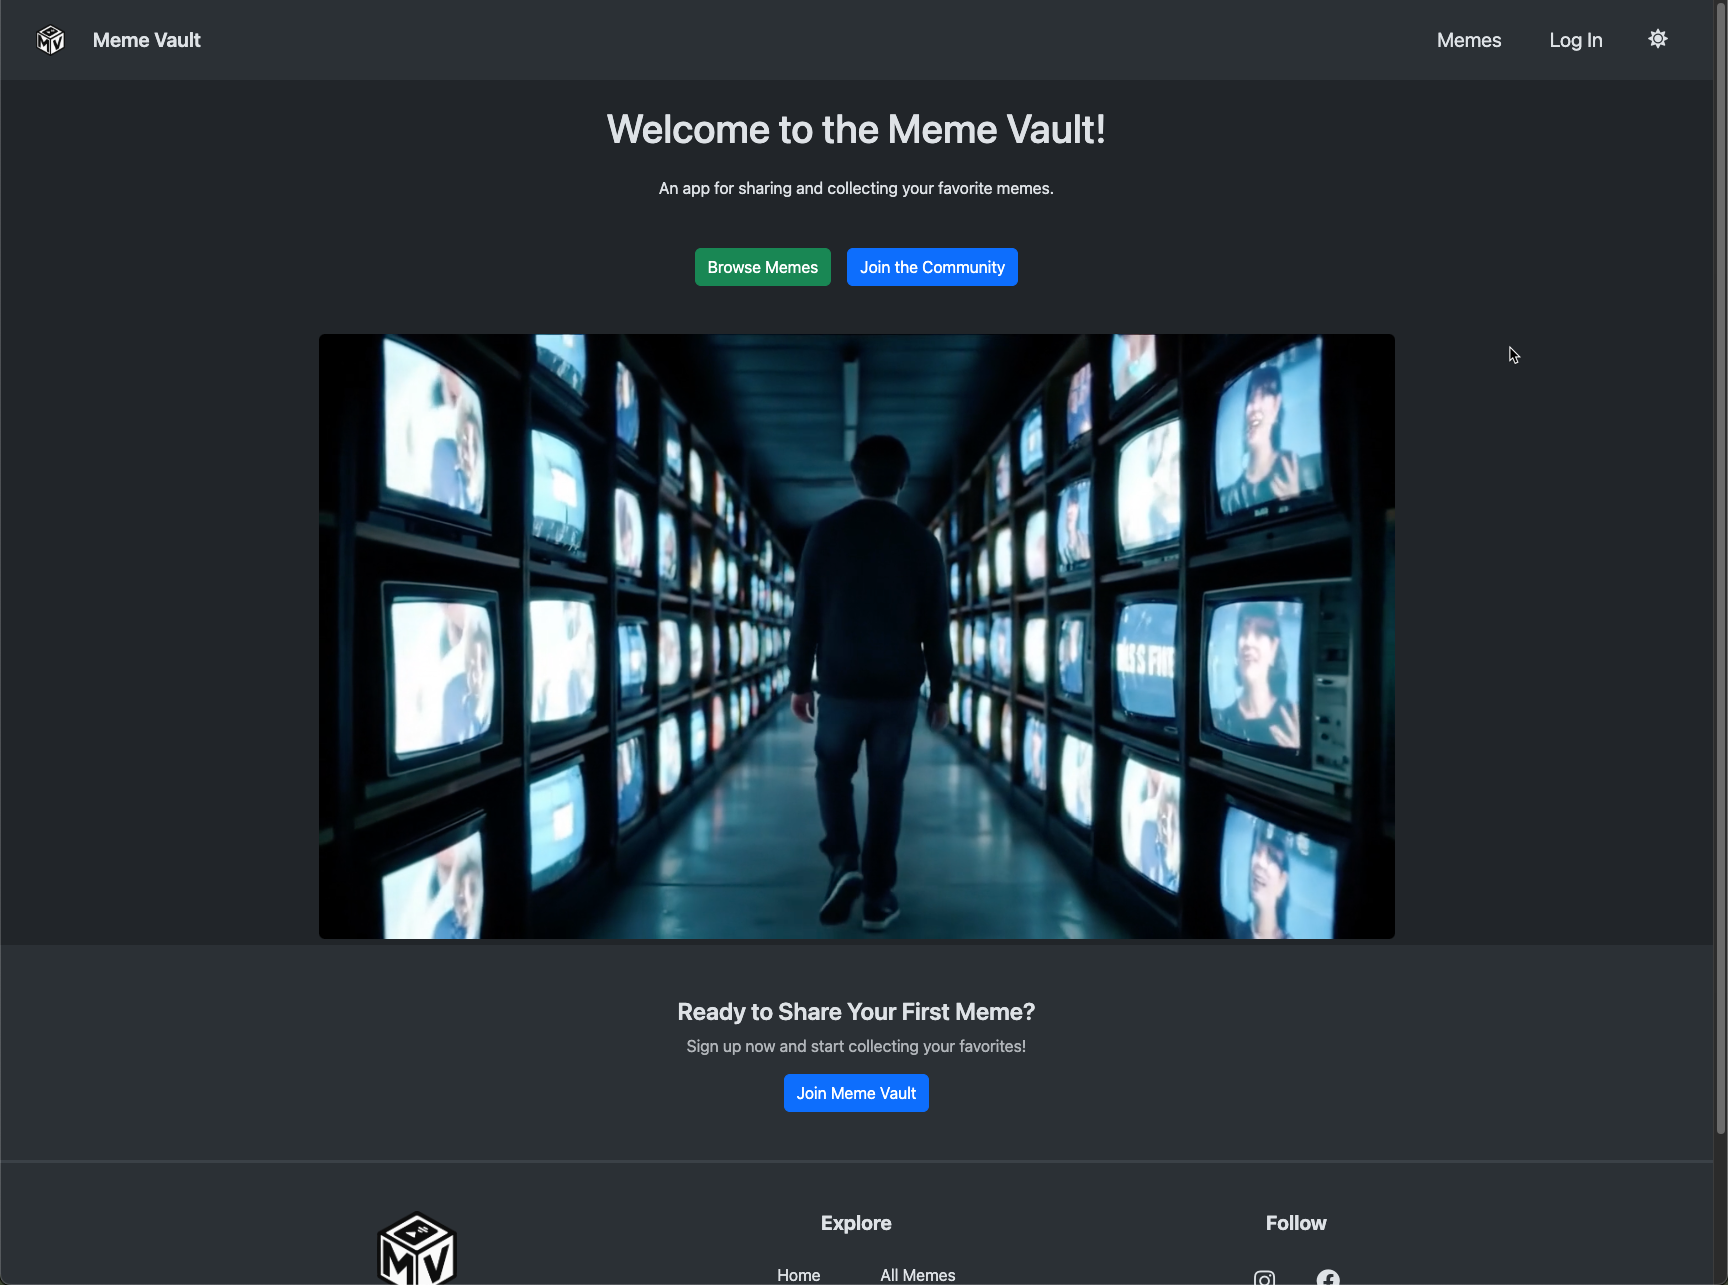 MV
Meme Vault
Memes
Log In
Welcome to the Meme Vault!
An app for sharing and collecting your favorite memes.
Browse Memes
Join the Community
Ready to Share Your First Meme?
Sign up now and start collecting your favorites!
Join Meme Vault
MV
Explore
Follow
Home
All Memes